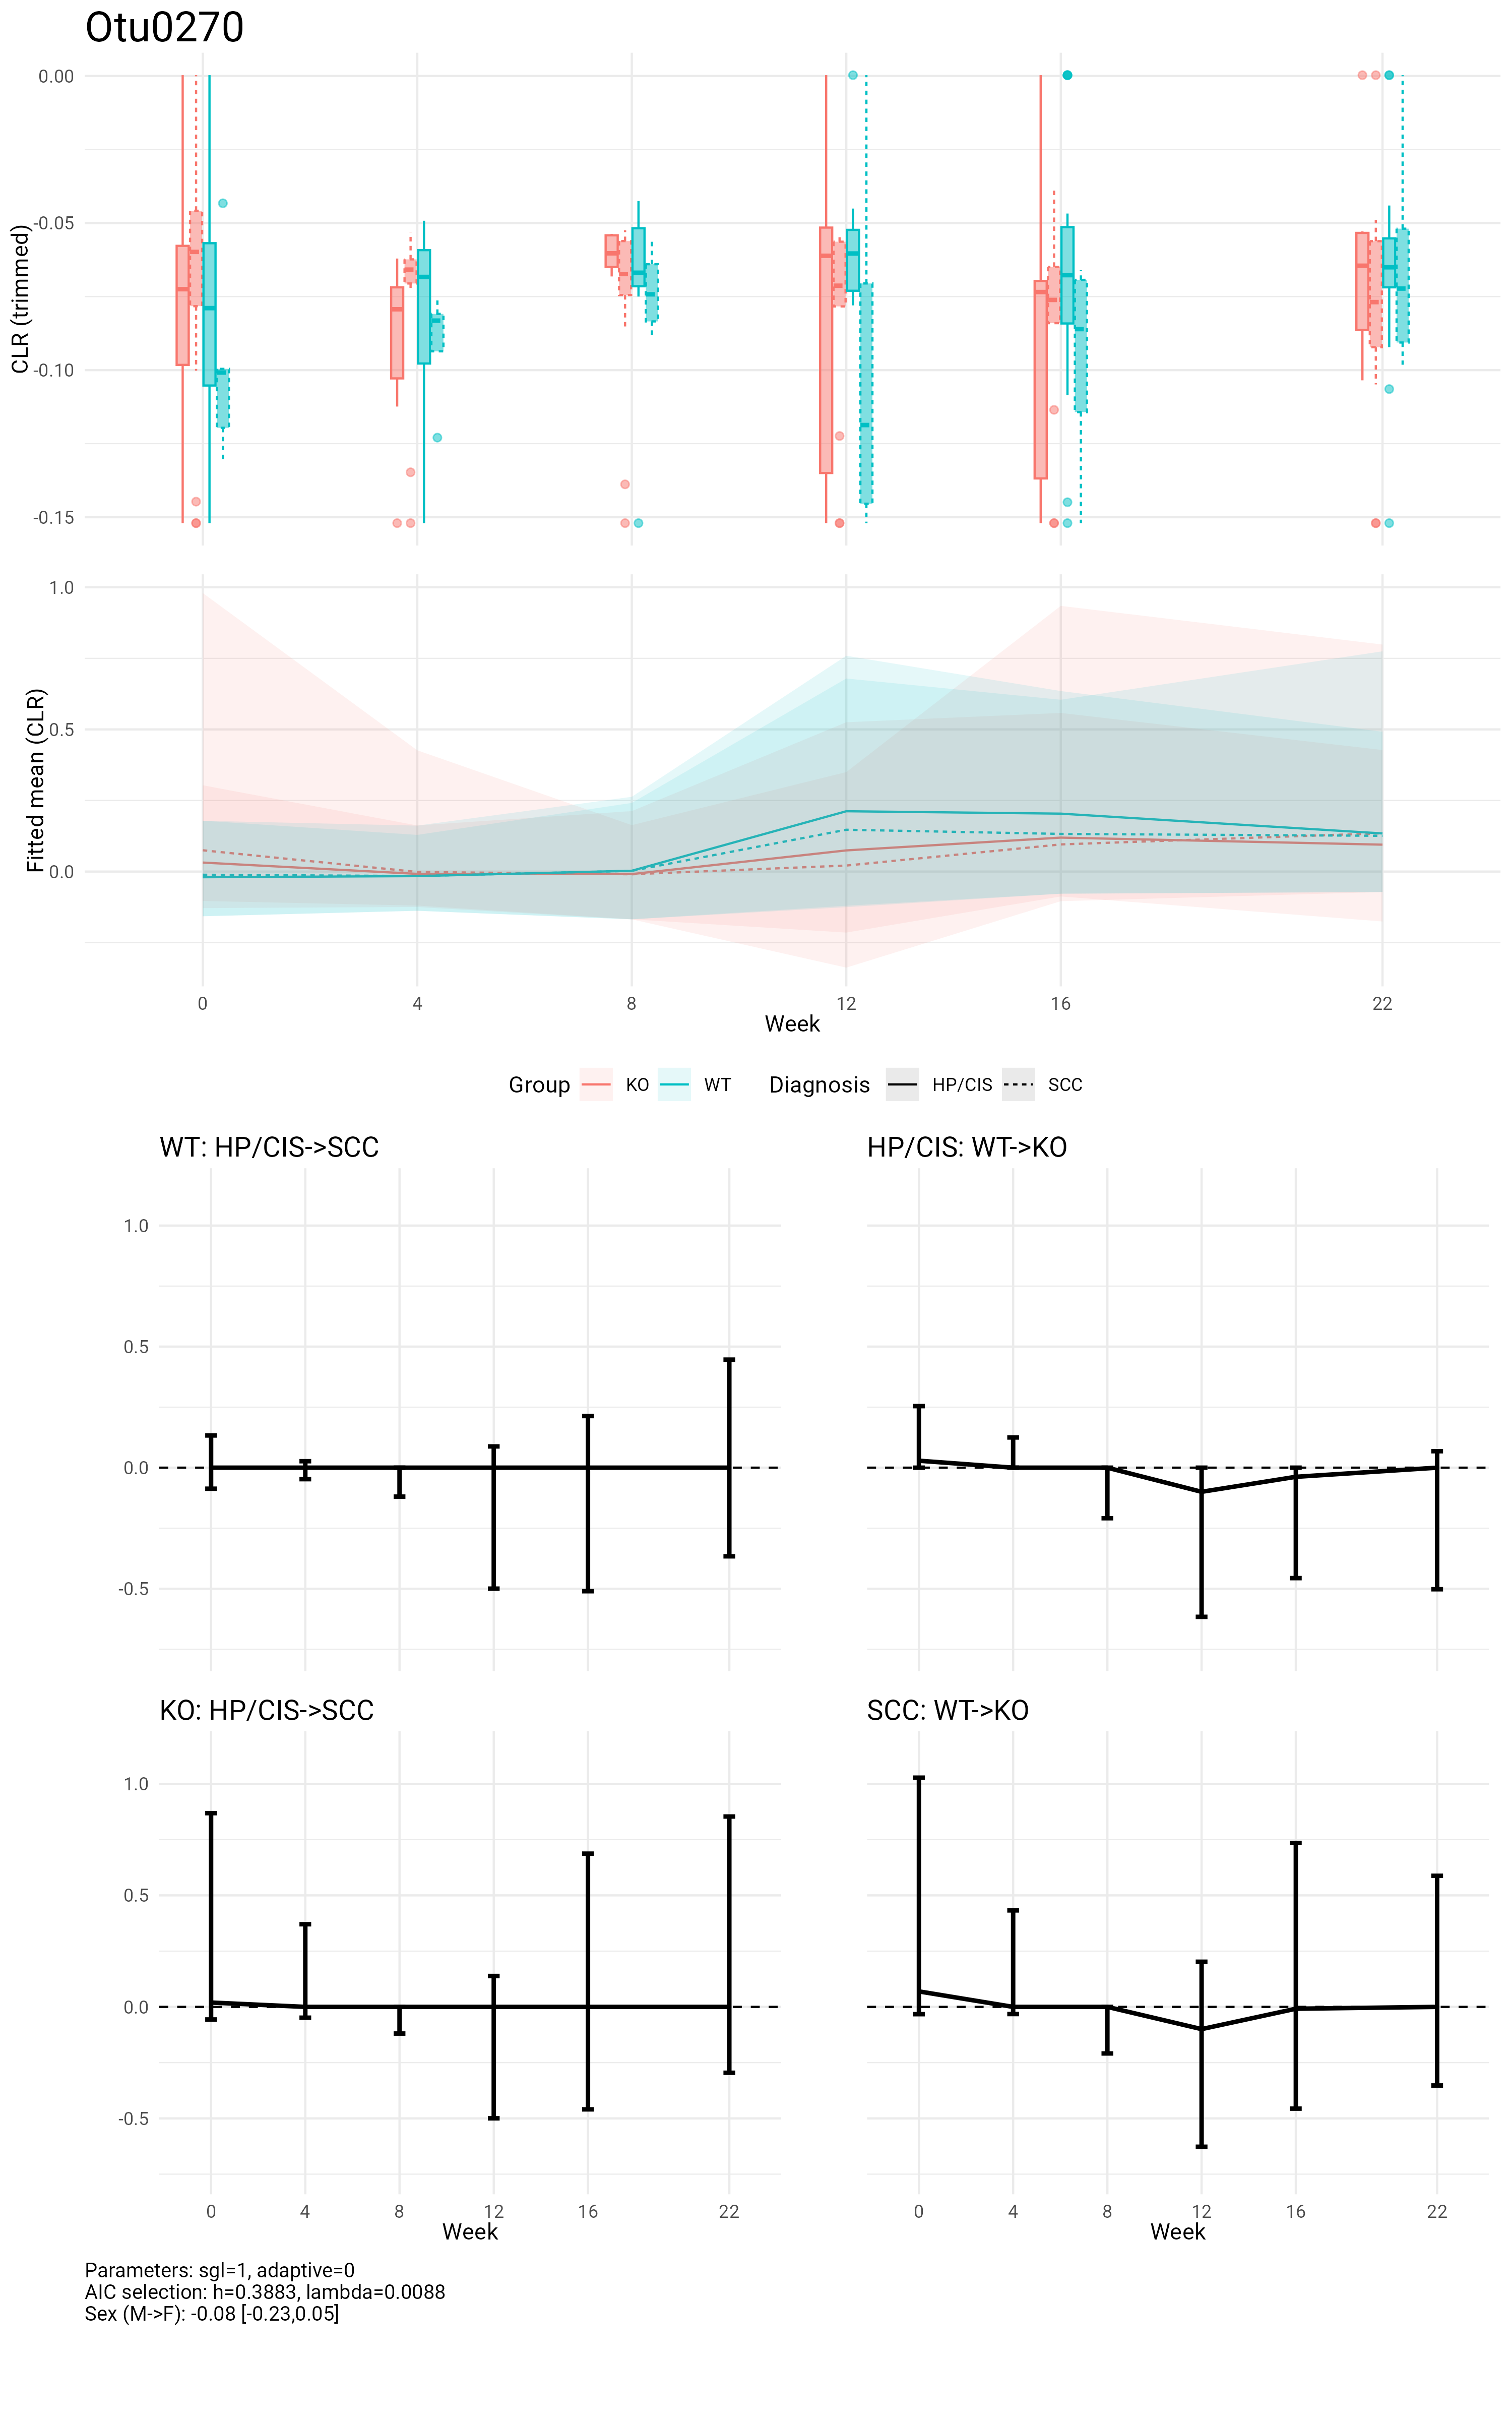 Otu0270
0.00
-0.05
-0.10
-0.15
CLR (trimmed)
1.0
0.5
0.0
Fitted mean (CLR)
0 4 8 12 16 22
Week
Group KO WT Diagnosis HP/CIS SCC
WT: HP/CIS->SCC
HP/CIS: WT->KO
1.0
0.5
0.0
-0.5
KO: HP/CIS->SCC
SCC: WT->KO
1.0
0.5
0.0
-0.5
0 4 8 12 16 22
0 4 8 12 16 22
Week
Week
Parameters: sgl=1, adaptive=0
AIC selection: h=0.3883, lambda=0.0088
Sex (M->F): -0.08 [-0.23,0.05]